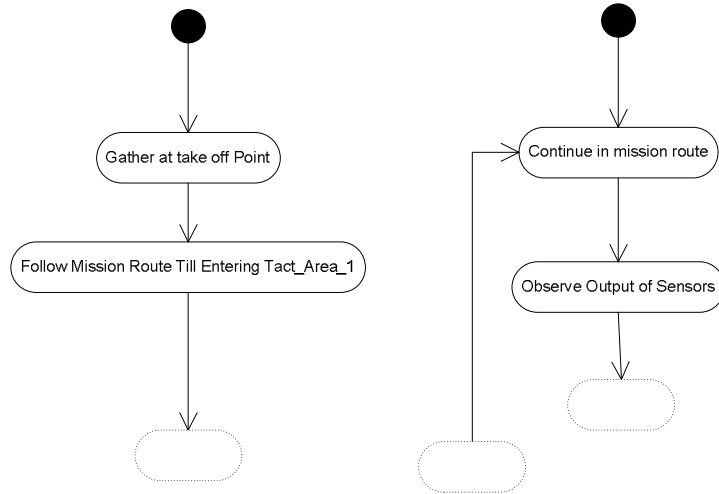 Gather at take off Point
Follow Mission Route Till Entering Tact_Area_1
Continue in mission route
Observe Output of Sensors